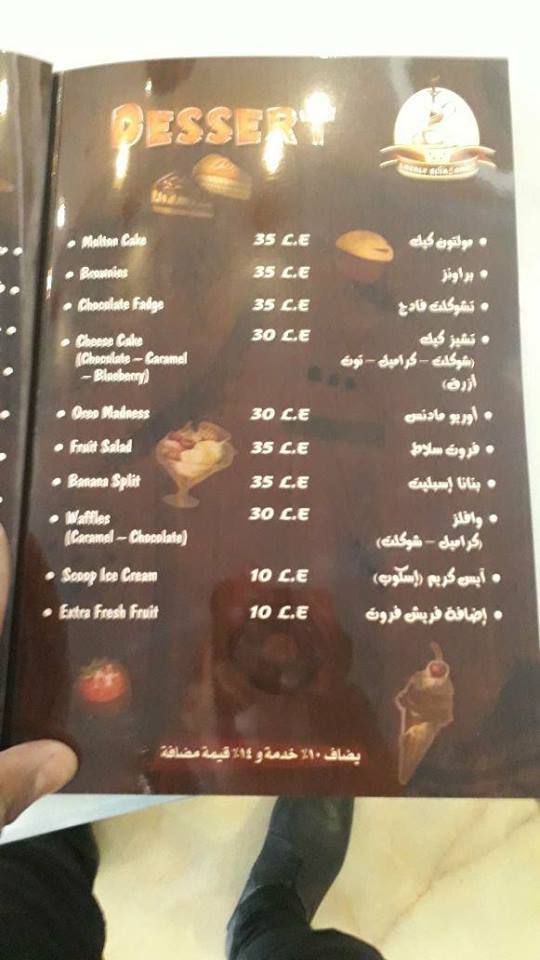 DESSERT
• Molton Cake 35 L.E • مولتون كيك
• Brownies 35 L.E • براونز
• Chocolate Fadge 35 L.E • تشوكلت فادج
• Cheese Cake 30 L.E • تشيز كيك
(Chocolate – Caramel (شوكلت – كراميل – توت
– Blueberry) أزرق)
• Oreo Madness 30 L.E • أوريو مادنس
• Fruit Salad 35 L.E • فروت سلاط
• Banana Split 35 L.E • بنانا إسبليت
• Waffles 30 L.E • وافلز
(Caramel – Chocolate) (كراميل – شوكلت)
• Scoop Ice Cream 10 L.E • آيس كريم (إسكوب)
• Extra Fresh Fruit 10 L.E • إضافة فريش فروت
يضاف ١٠٪ خدمة و ١٤٪ قيمة مضافة